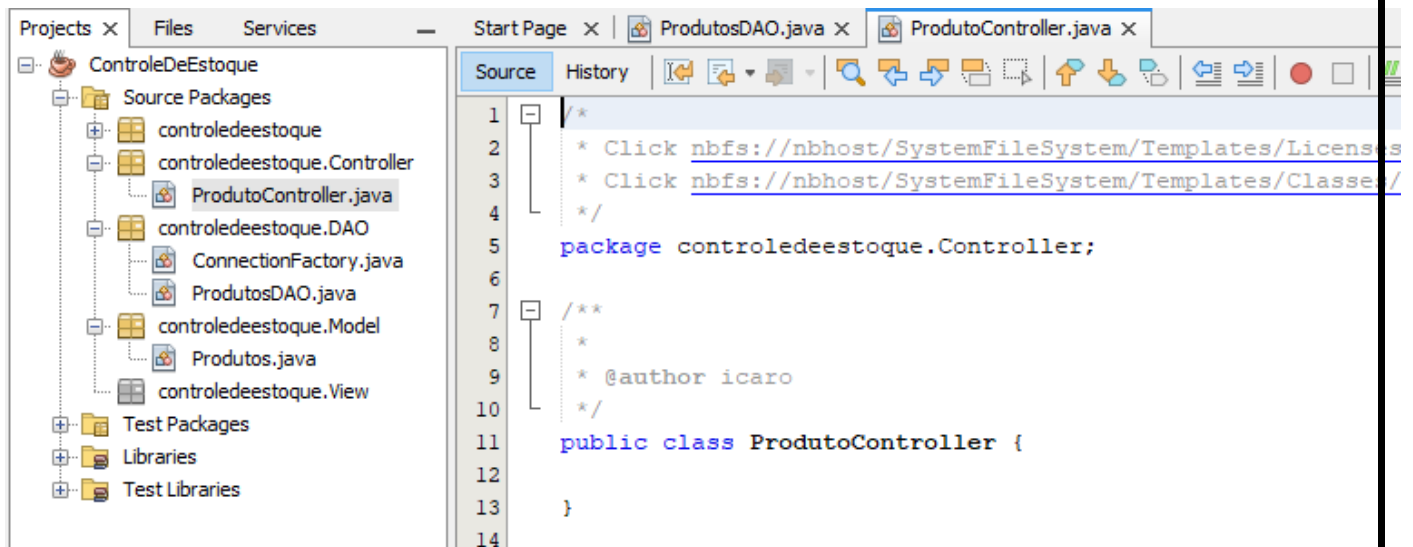 Projects Files Services
ControleDeEstoque
Source Packages
controledeestoque
controledeestoque.Controller
ProdutoController.java
controledeestoque.DAO
ConnectionFactory.java
ProdutosDAO.java
controledeestoque.Model
Produtos.java
controledeestoque.View
Test Packages
Libraries
Test Libraries
Start Page ProdutosDAO.java ProdutoController.java
Source History
1 /*
2 * Click nbfs://nbhost/SystemFileSystem/Templates/Licenses
3 * Click nbfs://nbhost/SystemFileSystem/Templates/Classes/
4 */
5 package controledeestoque.Controller;
6
7 /**
8 *
9 * @author icaro
10 */
11 public class ProdutoController {
12
13 }
14